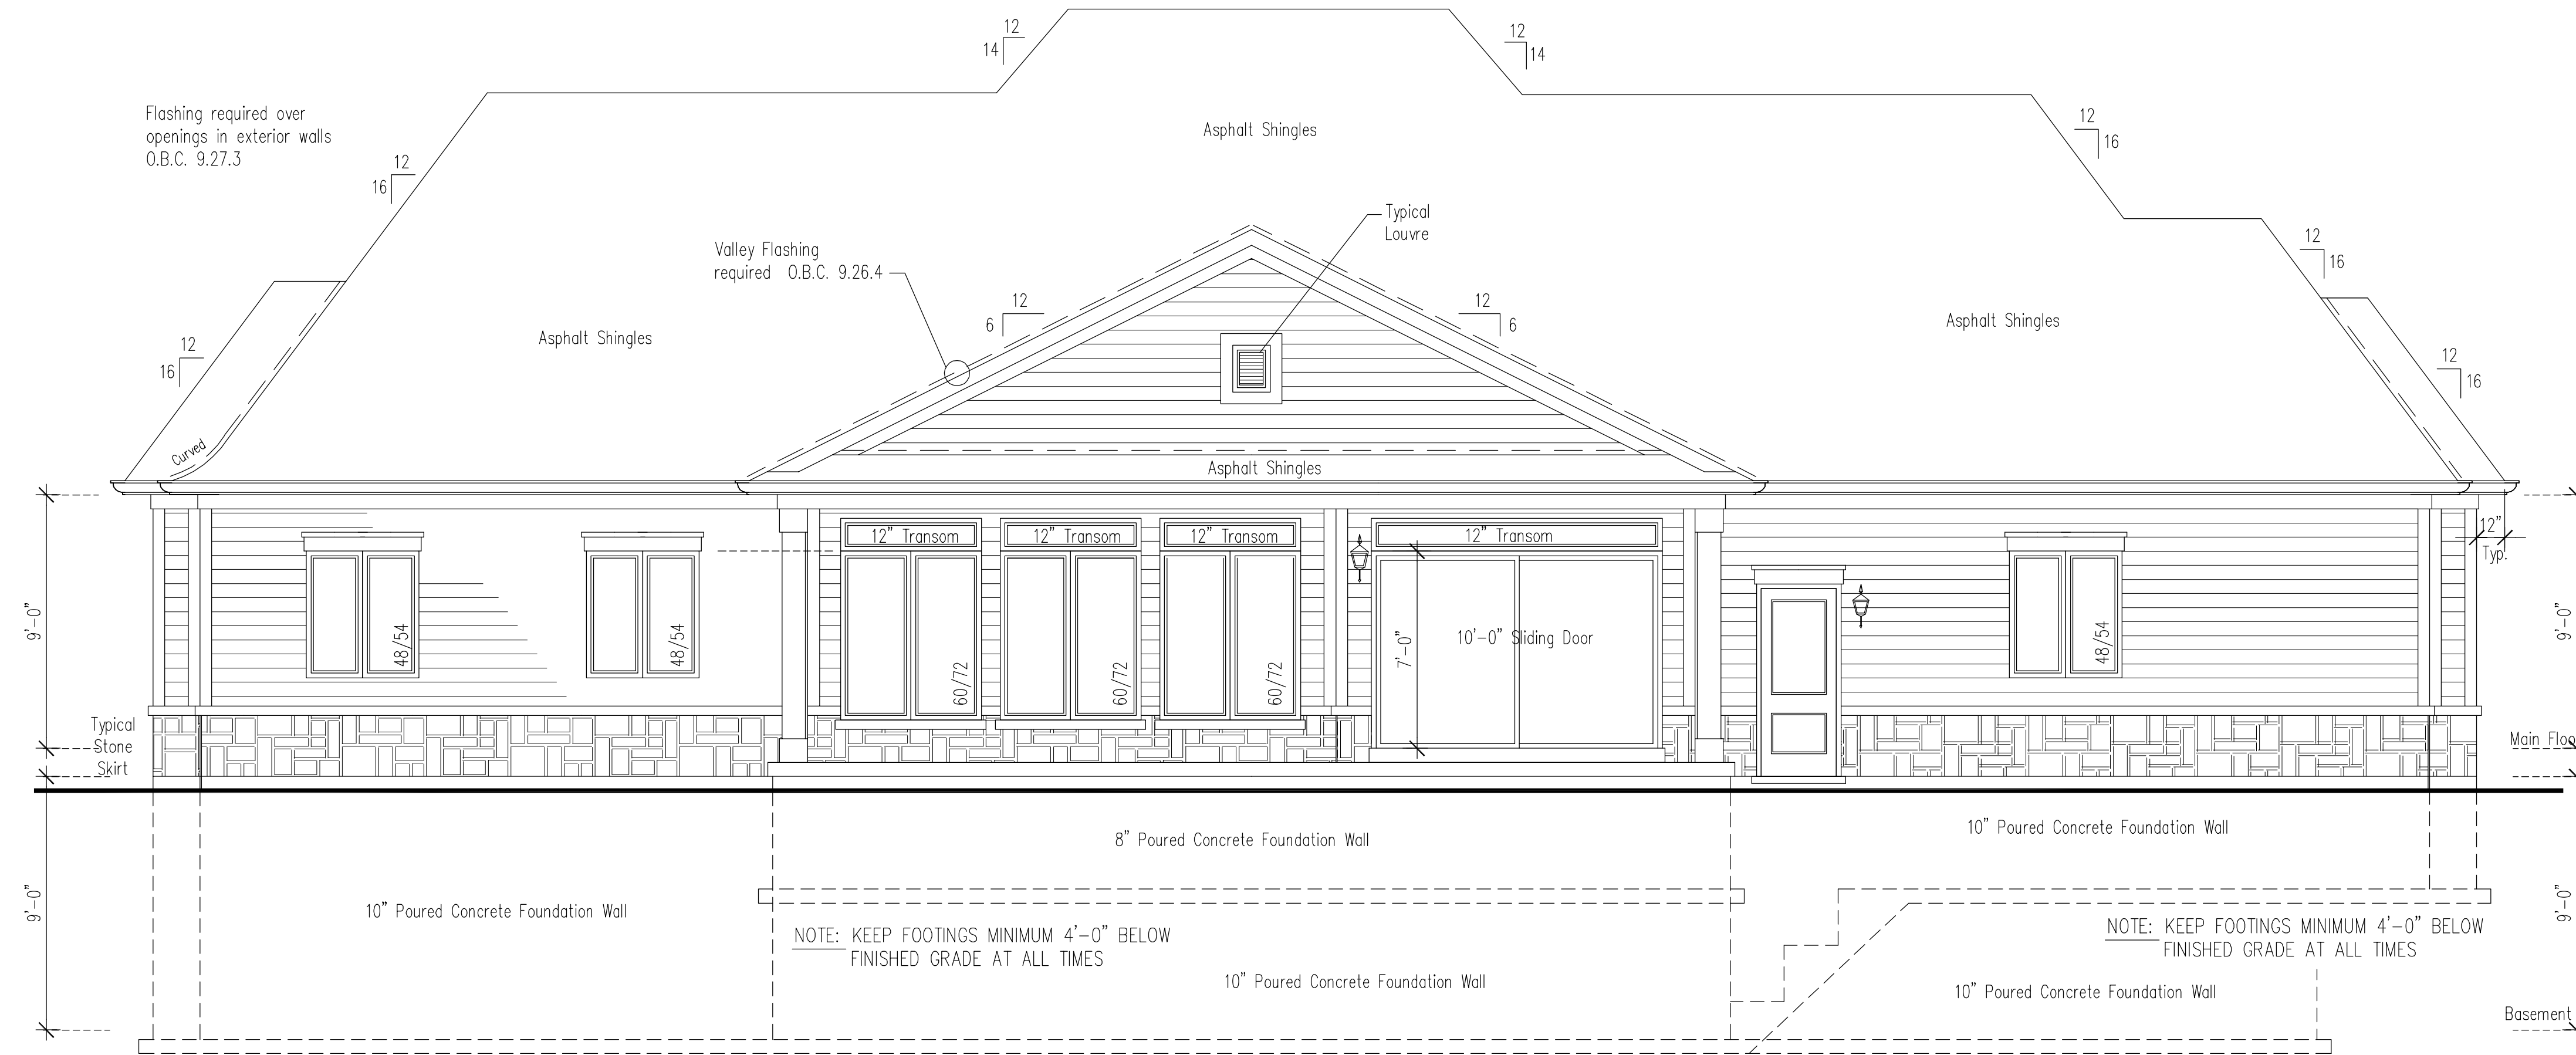 12
14
12
14
Flashing required over
openings in exterior walls
O.B.C. 9.27.3
Asphalt Shingles
12
16
12
16
Typical
Louvre
Valley Flashing
required O.B.C. 9.26.4
12
16
12
6
12
6
Asphalt Shingles
Asphalt Shingles
12
16
12
16
Curved
Asphalt Shingles
12" Transom
12" Transom
12" Transom
12" Transom
12"
Typ.
9'-0"
48/54
48/54
60/72
60/72
60/72
7'-0"
10'-0" Sliding Door
48/54
9'-0"
Typical
Stone
Skirt
Main Floo
8" Poured Concrete Foundation Wall
10" Poured Concrete Foundation Wall
9'-0"
10" Poured Concrete Foundation Wall
9'-0"
NOTE: KEEP FOOTINGS MINIMUM 4'-0" BELOW
FINISHED GRADE AT ALL TIMES
NOTE: KEEP FOOTINGS MINIMUM 4'-0" BELOW
FINISHED GRADE AT ALL TIMES
10" Poured Concrete Foundation Wall
10" Poured Concrete Foundation Wall
Basement